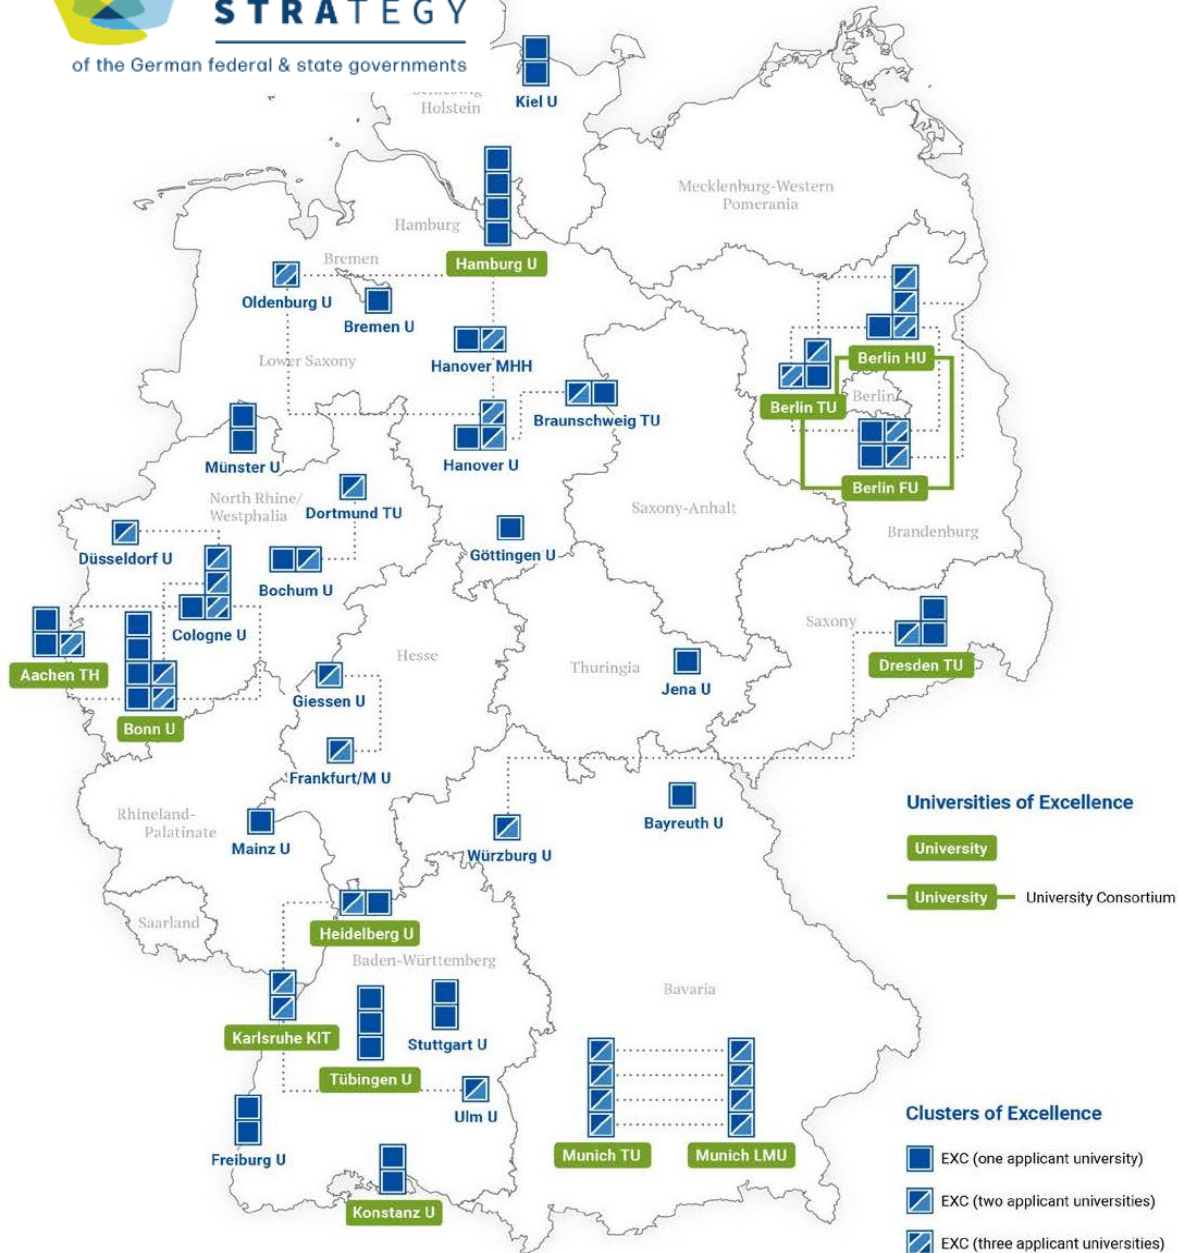 STRATEGY
of the German federal & state governments
Kiel U
Holstein
Mecklenburg-Western
Pomerania
Hamburg
Hamburg U
Bremen
Oldenburg U
Bremen U
Hanover MHH
Lower Saxony
Berlin HU
Berlin TU
Berlin
Braunschweig TU
Hanover U
Münster U
Berlin FU
North Rhine/
Westphalia
Dortmund TU
Saxony-Anhalt
Brandenburg
Düsseldorf U
Göttingen U
Bochum U
Cologne U
Saxony
Aachen TH
Hesse
Thuringia
Dresden TU
Jena U
Giessen U
Bonn U
Frankfurt/M U
Rhineland-
Palatinate
Mainz U
Bayreuth U
Würzburg U
Universities of Excellence
University
University
University Consortium
Saarland
Heidelberg U
Baden-Württemberg
Bavaria
Karlsruhe KIT
Stuttgart U
Tübingen U
Ulm U
Freiburg U
Munich TU
Munich LMU
Konstanz U
Clusters of Excellence
EXC (one applicant university)
EXC (two applicant universities)
EXC (three applicant universities)